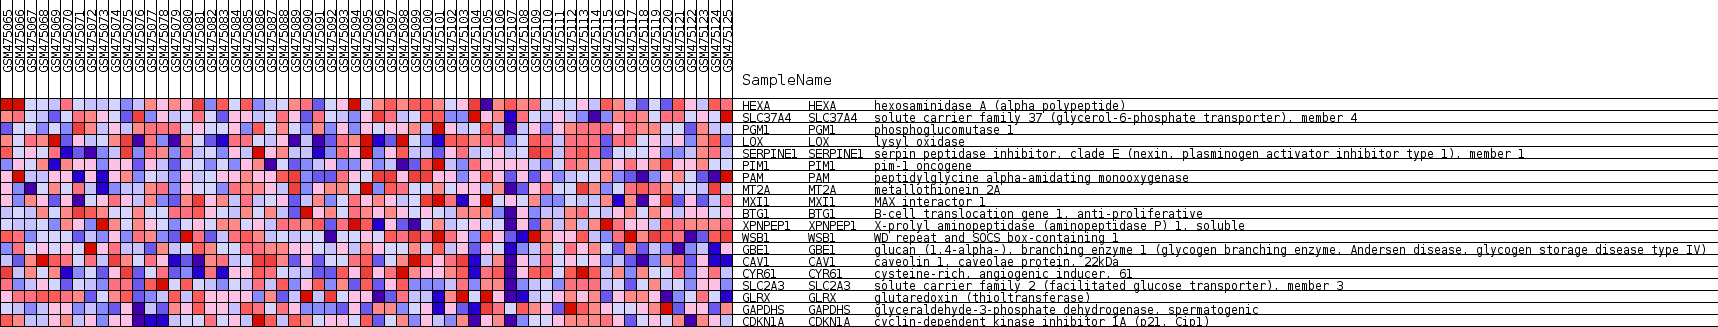 GSM475065
GSM475066
GSM475067
GSM475068
GSM475069
GSM475070
GSM475071
GSM475072
GSM475073
GSM475074
GSM475075
GSM475076
GSM475077
GSM475078
GSM475079
GSM475080
GSM475081
GSM475082
GSM475083
GSM475084
GSM475085
GSM475086
GSM475087
GSM475088
GSM475089
GSM475090
GSM475091
GSM475092
GSM475093
GSM475094
GSM475095
GSM475096
GSM475097
GSM475098
GSM475099
GSM475100
GSM475101
GSM475102
GSM475103
GSM475104
GSM475105
GSM475106
GSM475107
GSM475108
GSM475109
GSM475110
GSM475111
GSM475112
GSM475113
GSM475114
GSM475115
GSM475116
GSM475117
GSM475118
GSM475119
GSM475120
GSM475121
GSM475122
GSM475123
GSM475124
GSM475125
SampleName
HEXA HEXA hexosaminidase A (alpha polypeptide)
SLC37A4 SLC37A4 solute carrier family 37 (glycerol-6-phosphate transporter), member 4
PGM1 PGM1 phosphoglucomutase 1
LOX LOX lysyl oxidase
SERPINE1 SERPINE1 serpin peptidase inhibitor, clade E (nexin, plasminogen activator inhibitor type 1), member 1
PIM1 PIM1 pim-1 oncogene
PAM PAM peptidylglycine alpha-amidating monooxygenase
MT2A MT2A metallothionein 2A
MXI1 MXI1 MAX interactor 1
BTG1 BTG1 B-cell translocation gene 1, anti-proliferative
XPNPEP1 XPNPEP1 X-prolyl aminopeptidase (aminopeptidase P) 1, soluble
WSB1 WSB1 WD repeat and SOCS box-containing 1
GBE1 GBE1 glucan (1,4-alpha-), branching enzyme 1 (glycogen branching enzyme, Andersen disease, glycogen storage disease type IV)
CAV1 CAV1 caveolin 1, caveolae protein, 22kDa
CYR61 CYR61 cysteine-rich, angiogenic inducer, 61
SLC2A3 SLC2A3 solute carrier family 2 (facilitated glucose transporter), member 3
GLRX GLRX glutaredoxin (thioltransferase)
GAPDHS GAPDHS glyceraldehyde-3-phosphate dehydrogenase, spermatogenic
CDKN1A CDKN1A cyclin-dependent kinase inhibitor 1A (p21, Cip1)